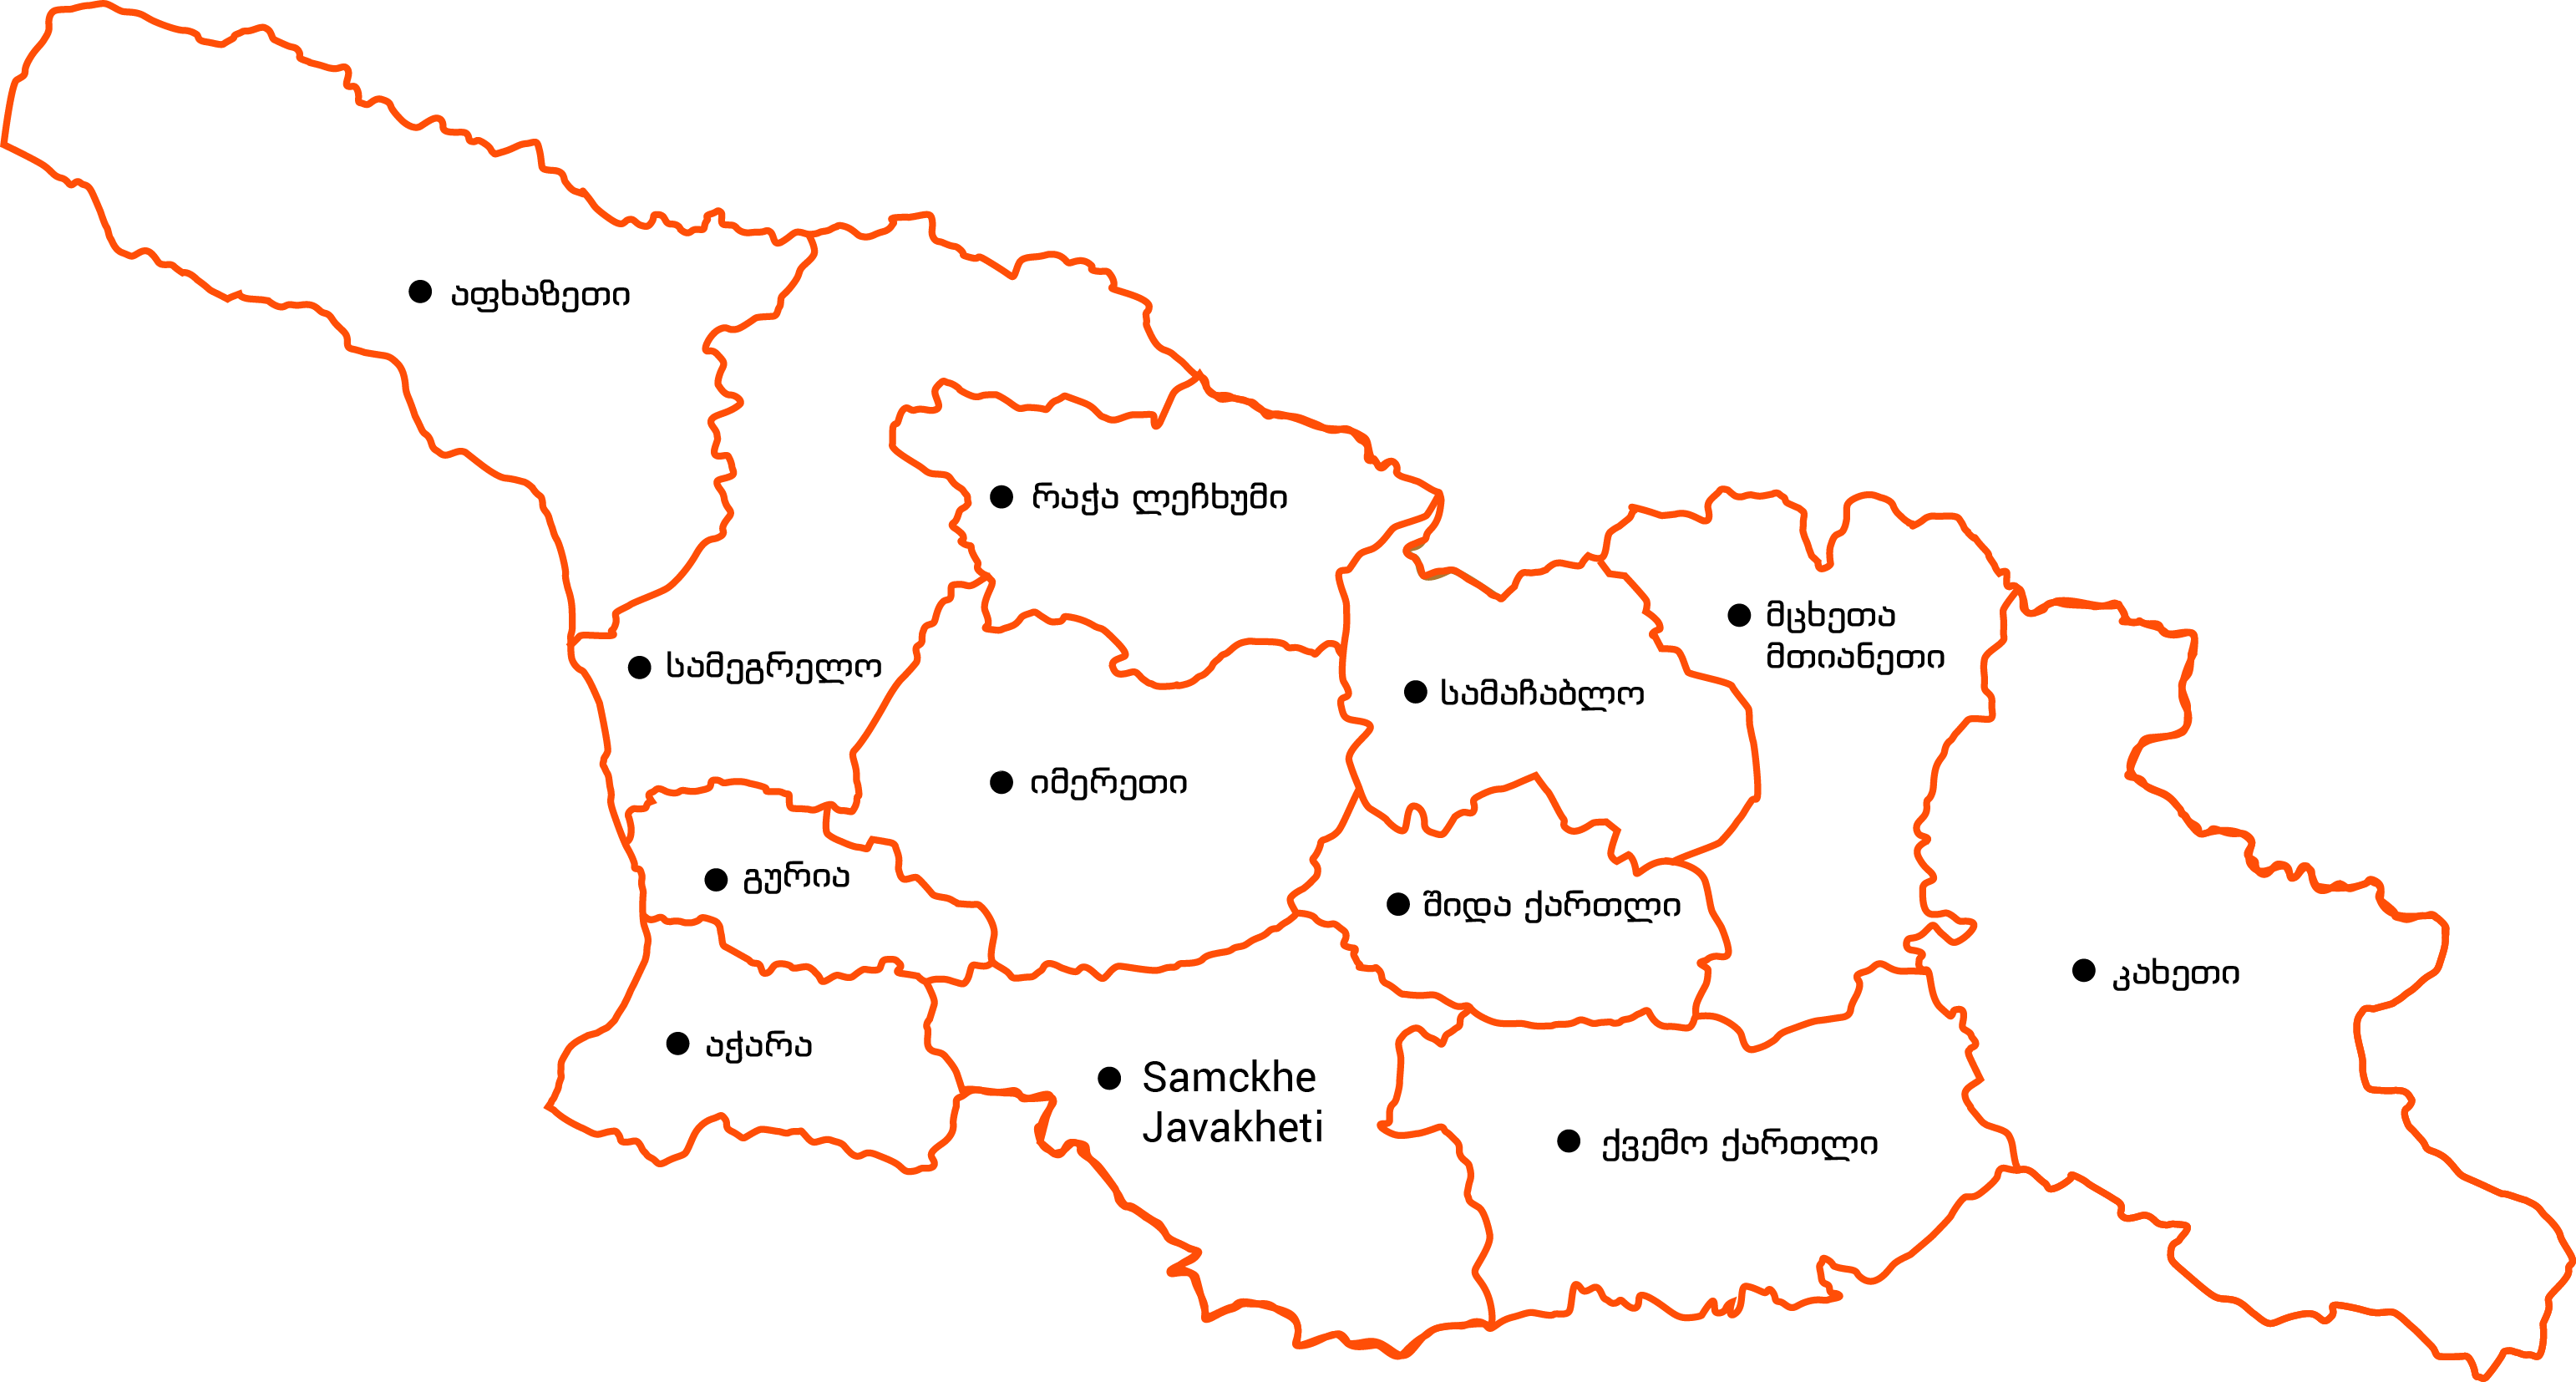 აფხაზეთი
რაჭა ლეჩხუმი
მცხეთა
მთიანეთი
სამეგრელო
სამაჩაბლო
იმერეთი
გურია
შიდა ქართლი
კახეთი
აჭარა
Samckhe
Javakheti
ქვემო ქართლი